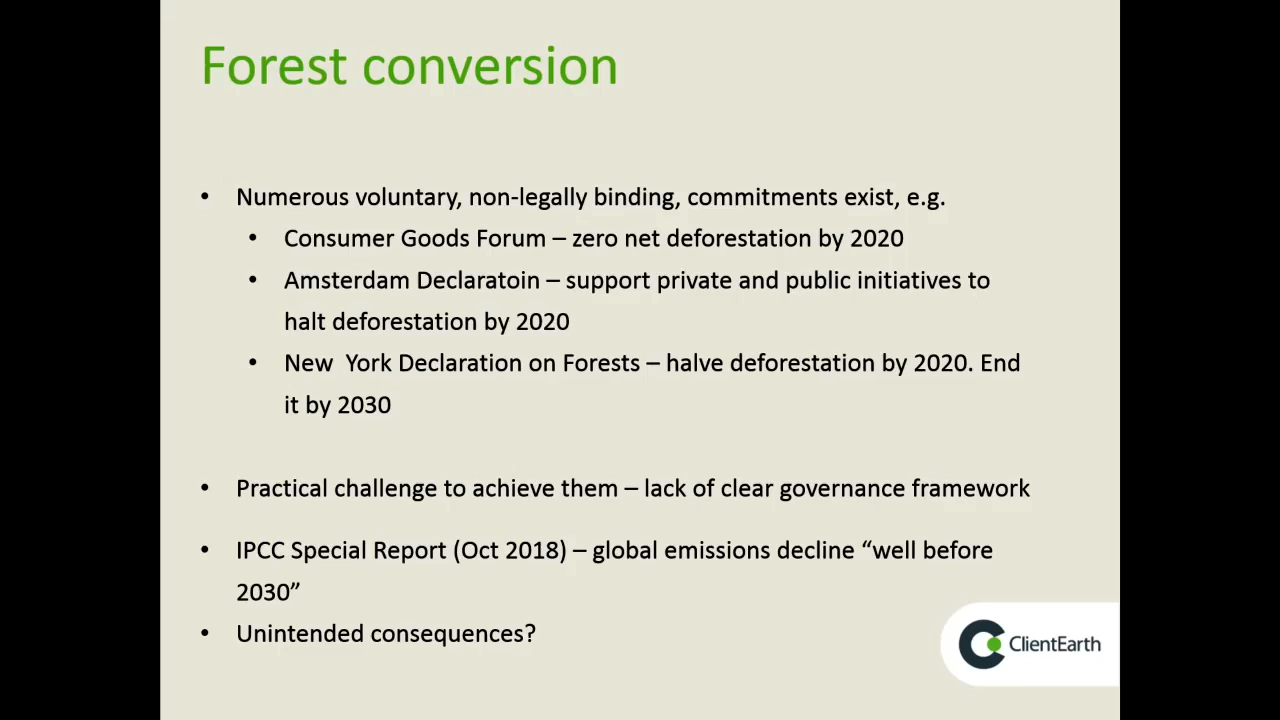 Forest conversion
• Numerous voluntary, non-legally binding, commitments exist, e.g.
• Consumer Goods Forum – zero net deforestation by 2020
• Amsterdam Declaratoin – support private and public initiatives to
halt deforestation by 2020
• New  York Declaration on Forests – halve deforestation by 2020. End
it by 2030
• Practical challenge to achieve them – lack of clear governance framework
• IPCC Special Report (Oct 2018) – global emissions decline “well before
2030”
• Unintended consequences?
ClientEarth